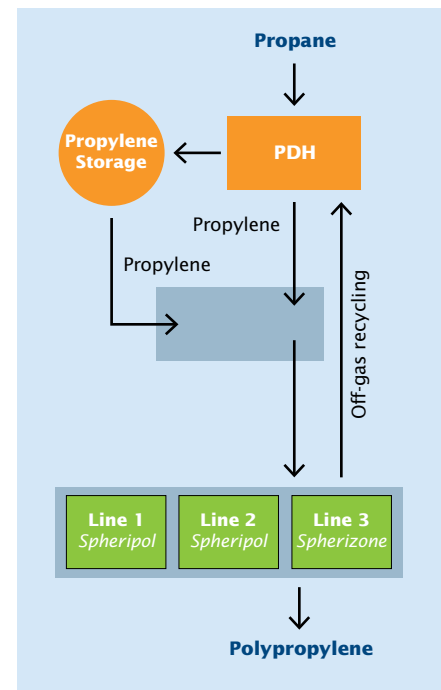 Propane
Propylene
Storage
PDH
Propylene
Propylene
Off-gas recycling
Line 1
Spheripol
Line 2
Spheripol
Line 3
Spherizone
Polypropylene